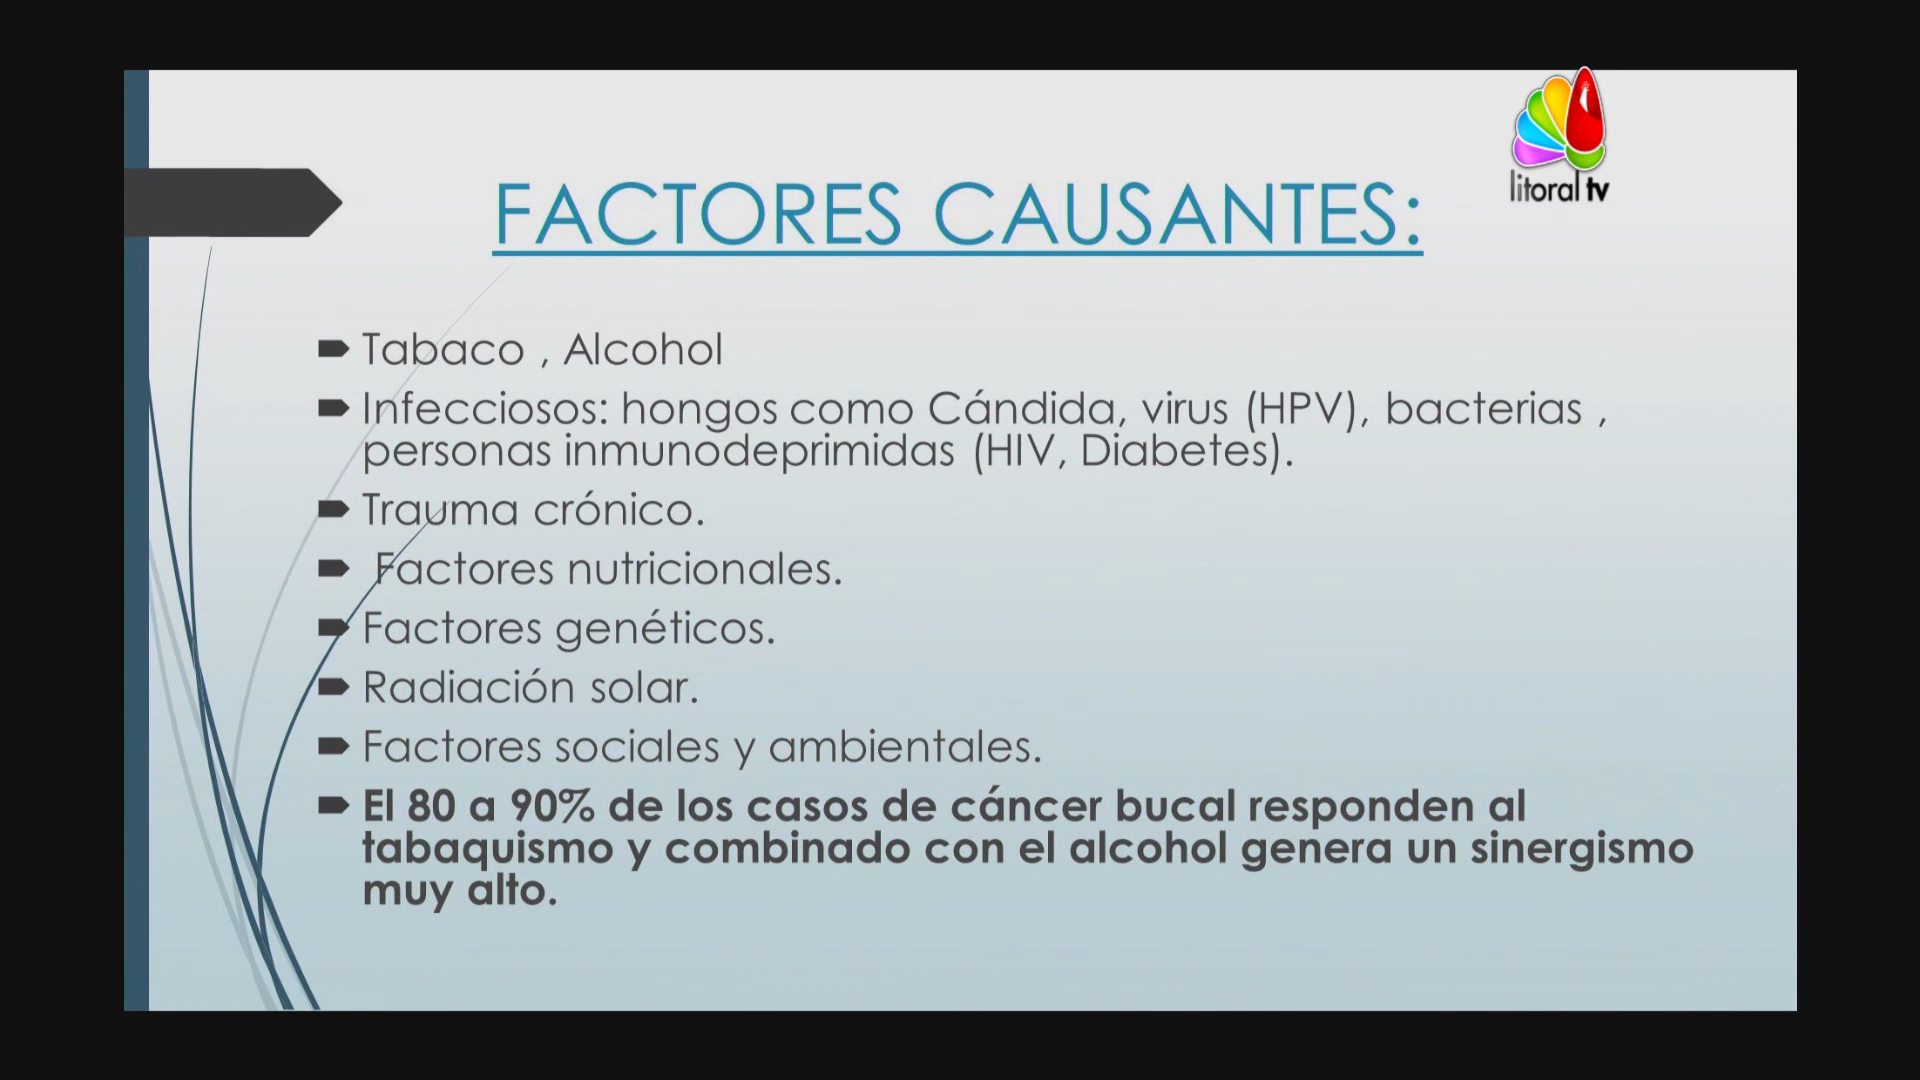 litoral tv
FACTORES CAUSANTES:
Tabaco , Alcohol
Infecciosos: hongos como Cándida, virus (HPV), bacterias ,
personas inmunodeprimidas (HIV, Diabetes).
Trauma crónico.
Factores nutricionales.
Factores genéticos.
Radiación solar.
Factores sociales y ambientales.
El 80 a 90% de los casos de cáncer bucal responden al
tabaquismo y combinado con el alcohol genera un sinergismo
muy alto.